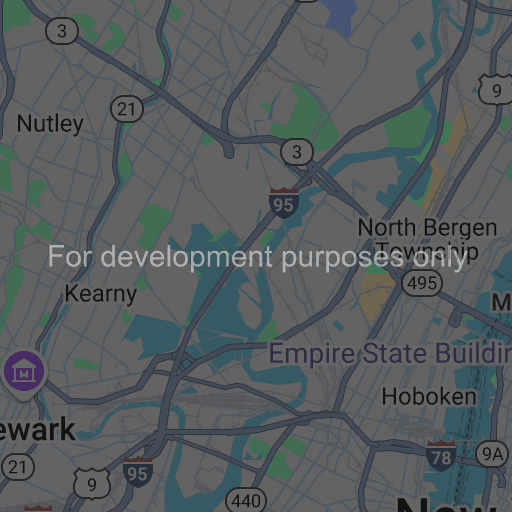 3
21
9
Nutley
3
95
North Bergen
Township
For development purposes only
495
Kearny
M
Empire State Buildin
Hoboken
ewark
78
9A
21
95
9
440
New